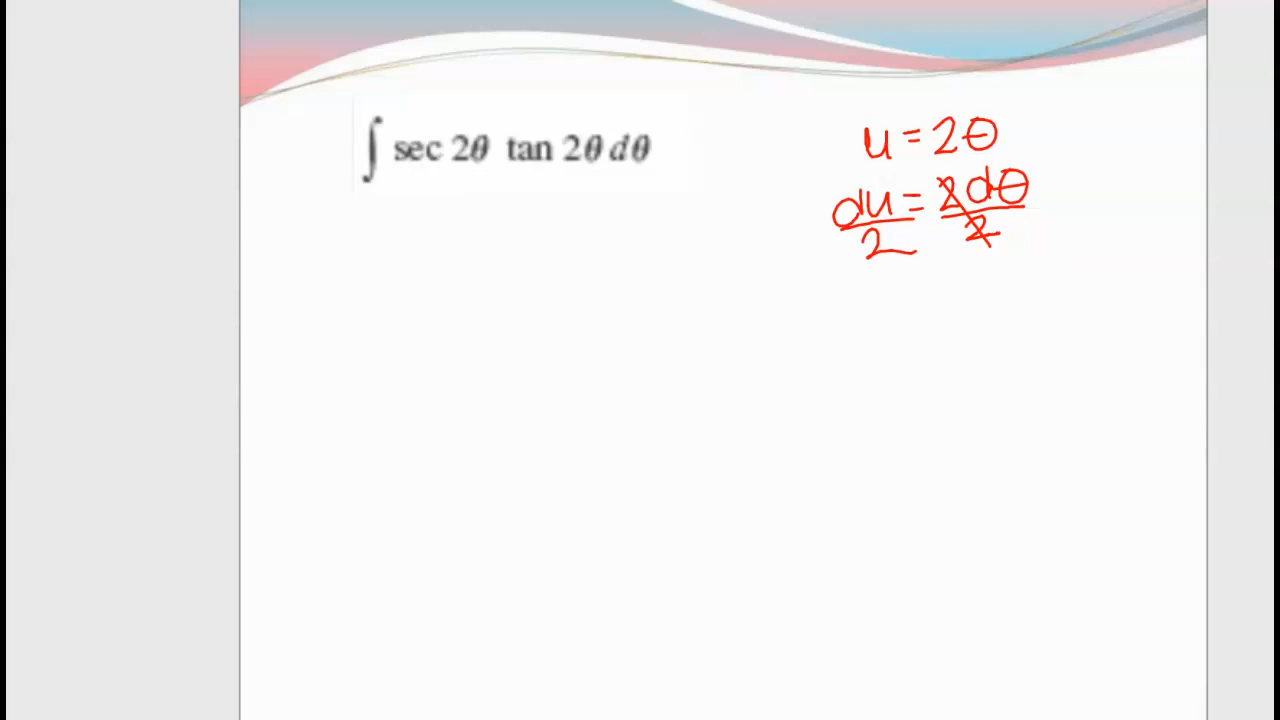 ∫ sec 2θ tan 2θ dθ
u = 2θ
du/2 = 2dθ/2